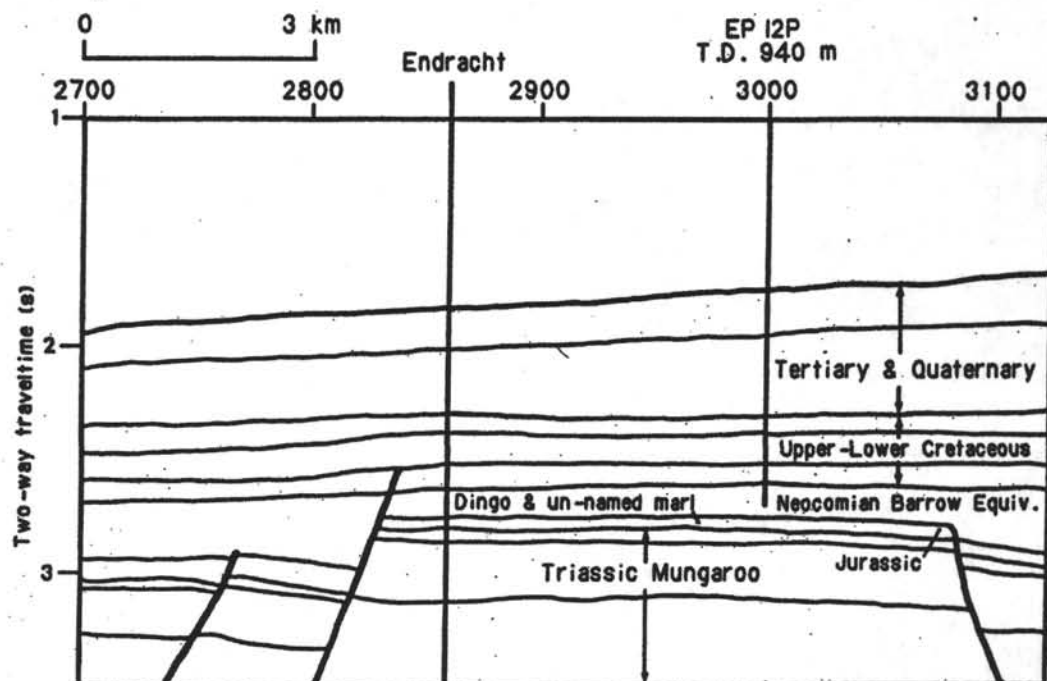 0 3 km
EP 12P
T.D. 940 m
Endracht
2700 2800 2900 3000 3100
1
2
3
Two-way traveltime (s)
Tertiary & Quaternary
Upper-Lower Cretaceous
Dingo & un-named marl
Neocomian Barrow Equiv.
Jurassic
Triassic Mungaroo